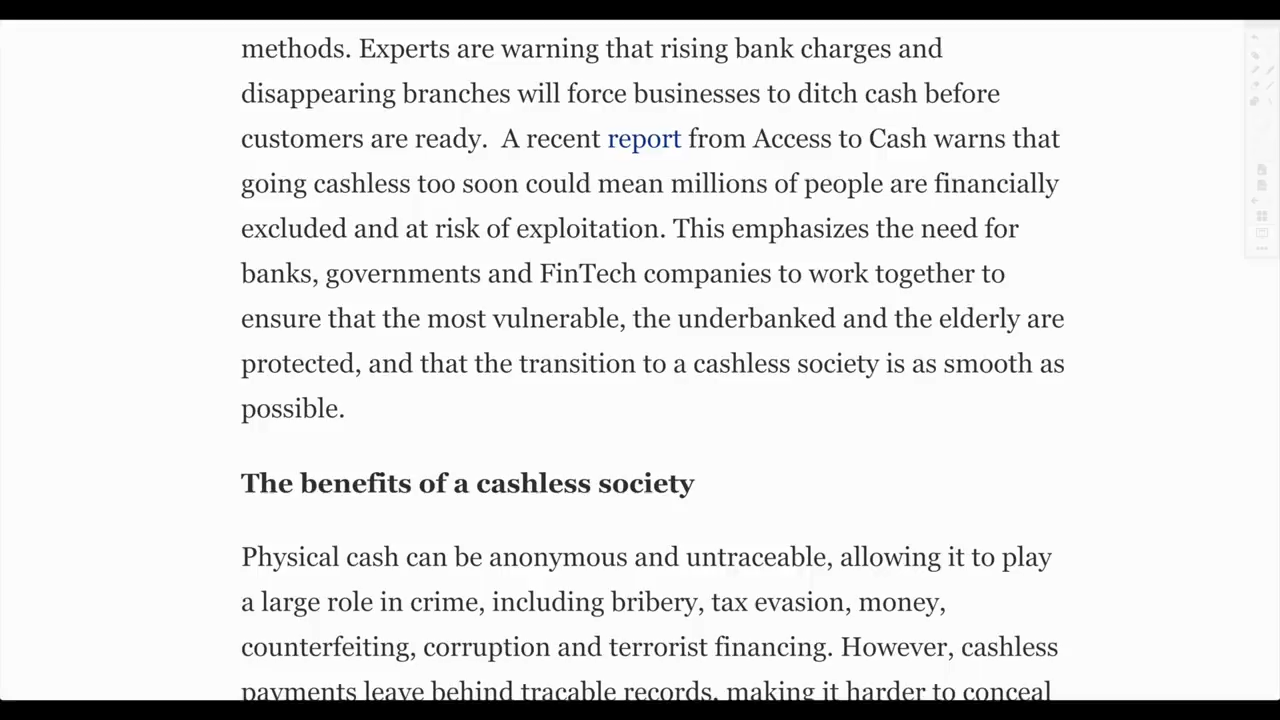 methods. Experts are warning that rising bank charges and
disappearing branches will force businesses to ditch cash before
customers are ready.  A recent report from Access to Cash warns that
going cashless too soon could mean millions of people are financially
excluded and at risk of exploitation. This emphasizes the need for
banks, governments and FinTech companies to work together to
ensure that the most vulnerable, the underbanked and the elderly are
protected, and that the transition to a cashless society is as smooth as
possible.
The benefits of a cashless society
Physical cash can be anonymous and untraceable, allowing it to play
a large role in crime, including bribery, tax evasion, money,
counterfeiting, corruption and terrorist financing. However, cashless
payments leave behind tracable records, making it harder to conceal